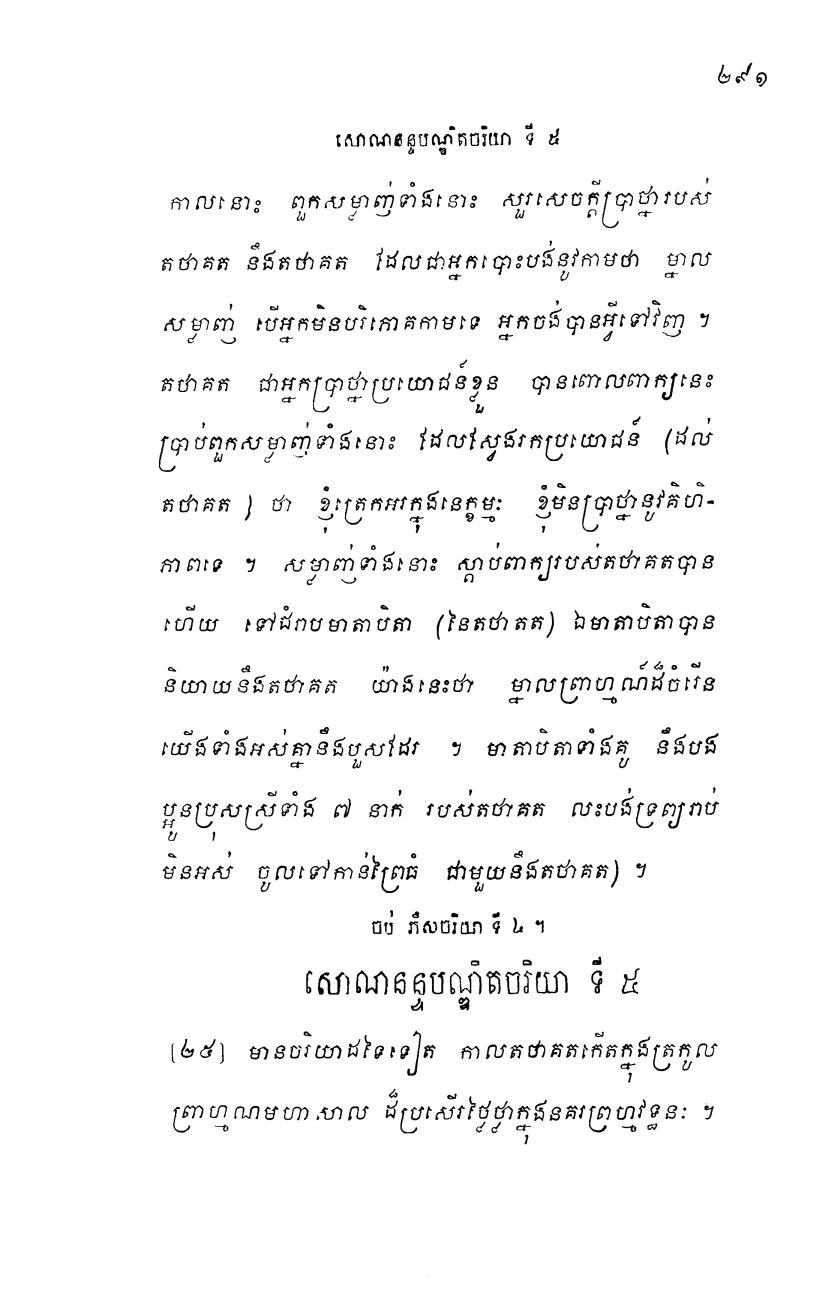 ២៩១
សោណនន្ទបណ្ឌិតចរិយា ទី ៥
កាលនោះ ពួកសម្លាញ់ទាំងនោះ សួរសេចក្តីប្រាថ្នារបស់
តថាគត នឹងតថាគត ដែលជាអ្នកបោះបង់នូវកាមថា ម្នាល
សម្លាញ់ បើអ្នកមិនបរិភោគកាមទេ អ្នកចង់បានអ្វីទៅវិញ ។
តថាគត ជាអ្នកប្រាថ្នាប្រយោជន៍ខ្លួន បានពោលពាក្យនេះ
ប្រាប់ពួកសម្លាញ់ទាំងនោះ ដែលស្វែងរកប្រយោជន៍ (ដល់
តថាគត ) ថា ខ្ញុំត្រេកអរក្នុងនេក្ខម្មៈ ខ្ញុំមិនប្រាថ្នានូវគិហិ-
ភាពទេ ។ សម្លាញ់ទាំងនោះ ស្តាប់ពាក្យរបស់តថាគតបាន
ហើយ ទៅជំរាបមាតាបិតា (នៃតថាគត) ឯមាតាបិតាបាន
និយាយនឹងតថាគត យ៉ាងនេះថា ម្នាលព្រាហ្មណ៍ដ៏ចំរើន
យើងទាំងអស់គ្នានឹងបួសដែរ ។ មាតាបិតាទាំងគូ នឹងបង
ប្អូនប្រុសស្រីទាំង ៧ នាក់ របស់តថាគត លះបង់ទ្រព្យរាប់
មិនអស់ ចូលទៅកាន់ព្រៃធំ ជាមួយនឹងតថាគត) ។
ចប់ ភឹសចរិយា ទី ៤ ។
សោណនន្ទបណ្ឌិតចរិយា ទី ៥
[២៥] មានចរិយាដទៃទៀត កាលតថាគតកើតក្នុងត្រកូល
ព្រាហ្មណមហាសាល ដ៏ប្រសើរថ្លៃថ្លាក្នុងនគរព្រហ្មវឌ្ឍនៈ ។